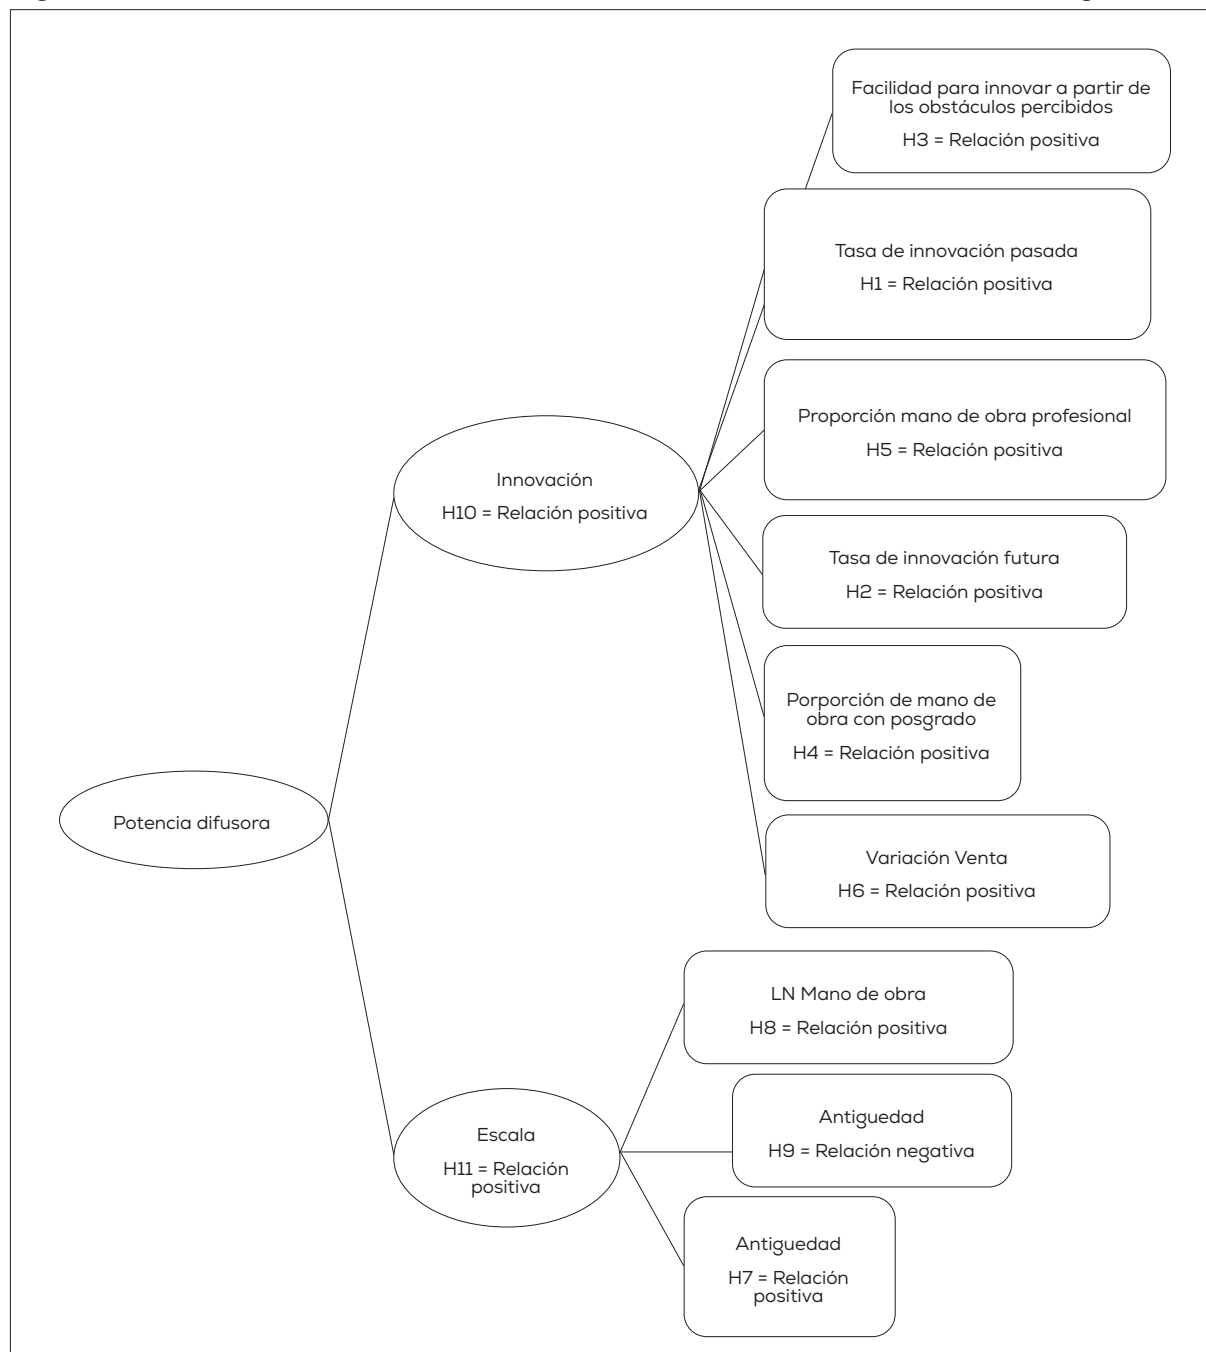 Facilidad para innovar a partir de
los obstáculos percibidos
H3 = Relación positiva
Tasa de innovación pasada
H1 = Relación positiva
Proporción mano de obra profesional
H5 = Relación positiva
Innovación
H10 = Relación positiva
Tasa de innovación futura
H2 = Relación positiva
Porporción de mano de
obra con posgrado
H4 = Relación positiva
Potencia difusora
Variación Venta
H6 = Relación positiva
LN Mano de obra
H8 = Relación positiva
Escala
H11 = Relación
positiva
Antiguedad
H9 = Relación negativa
Antiguedad
H7 = Relación
positiva